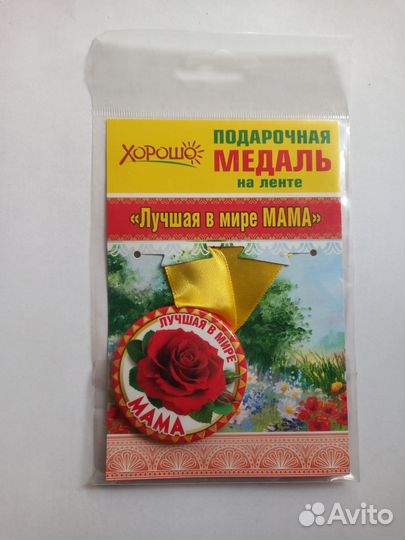 ХОРОШО
ПОДАРОЧНАЯ
МЕДАЛЬ
на ленте
«Лучшая в мире МАМА»
ЛУЧШАЯ В МИРЕ
МАМА
Avito